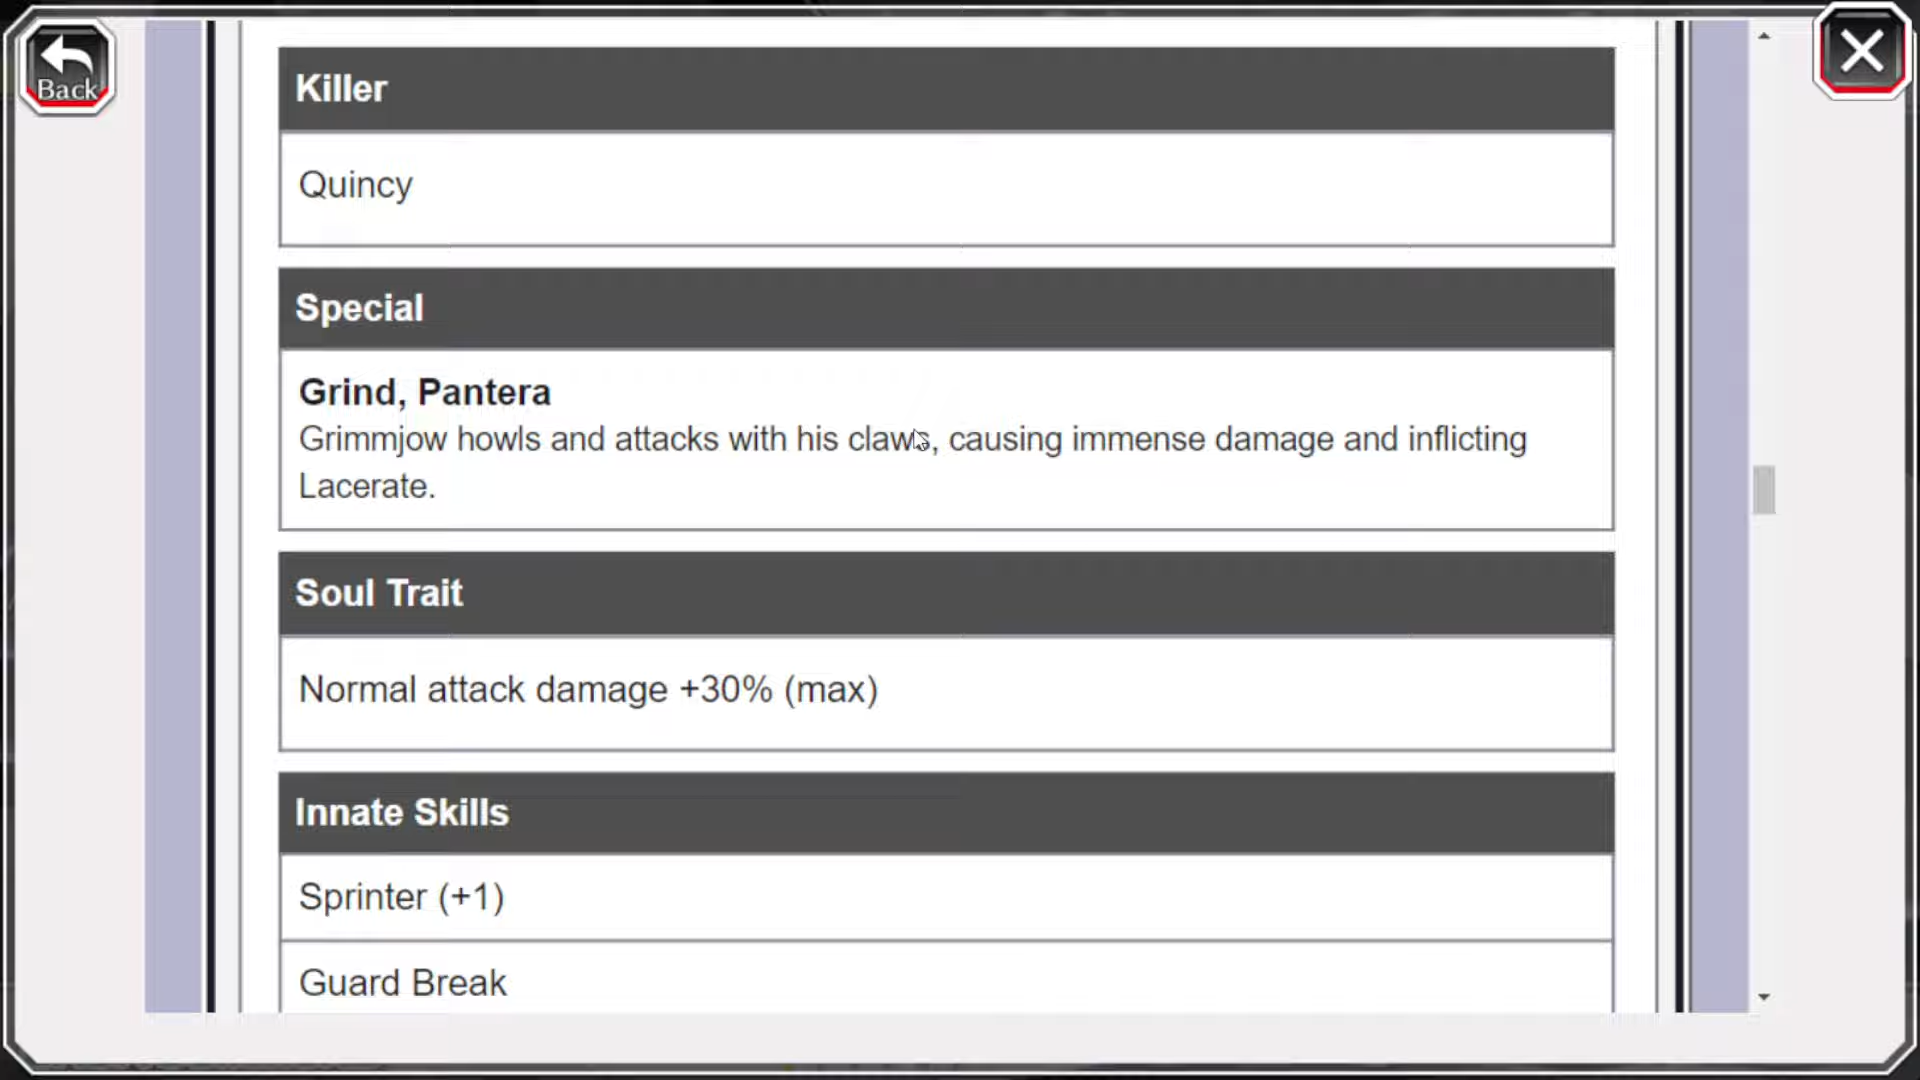 Back
Killer
Quincy
Special
Grind, Pantera
Grimmjow howls and attacks with his claws, causing immense damage and inflicting
Lacerate.
Soul Trait
Normal attack damage +30% (max)
Innate Skills
Sprinter (+1)
Guard Break